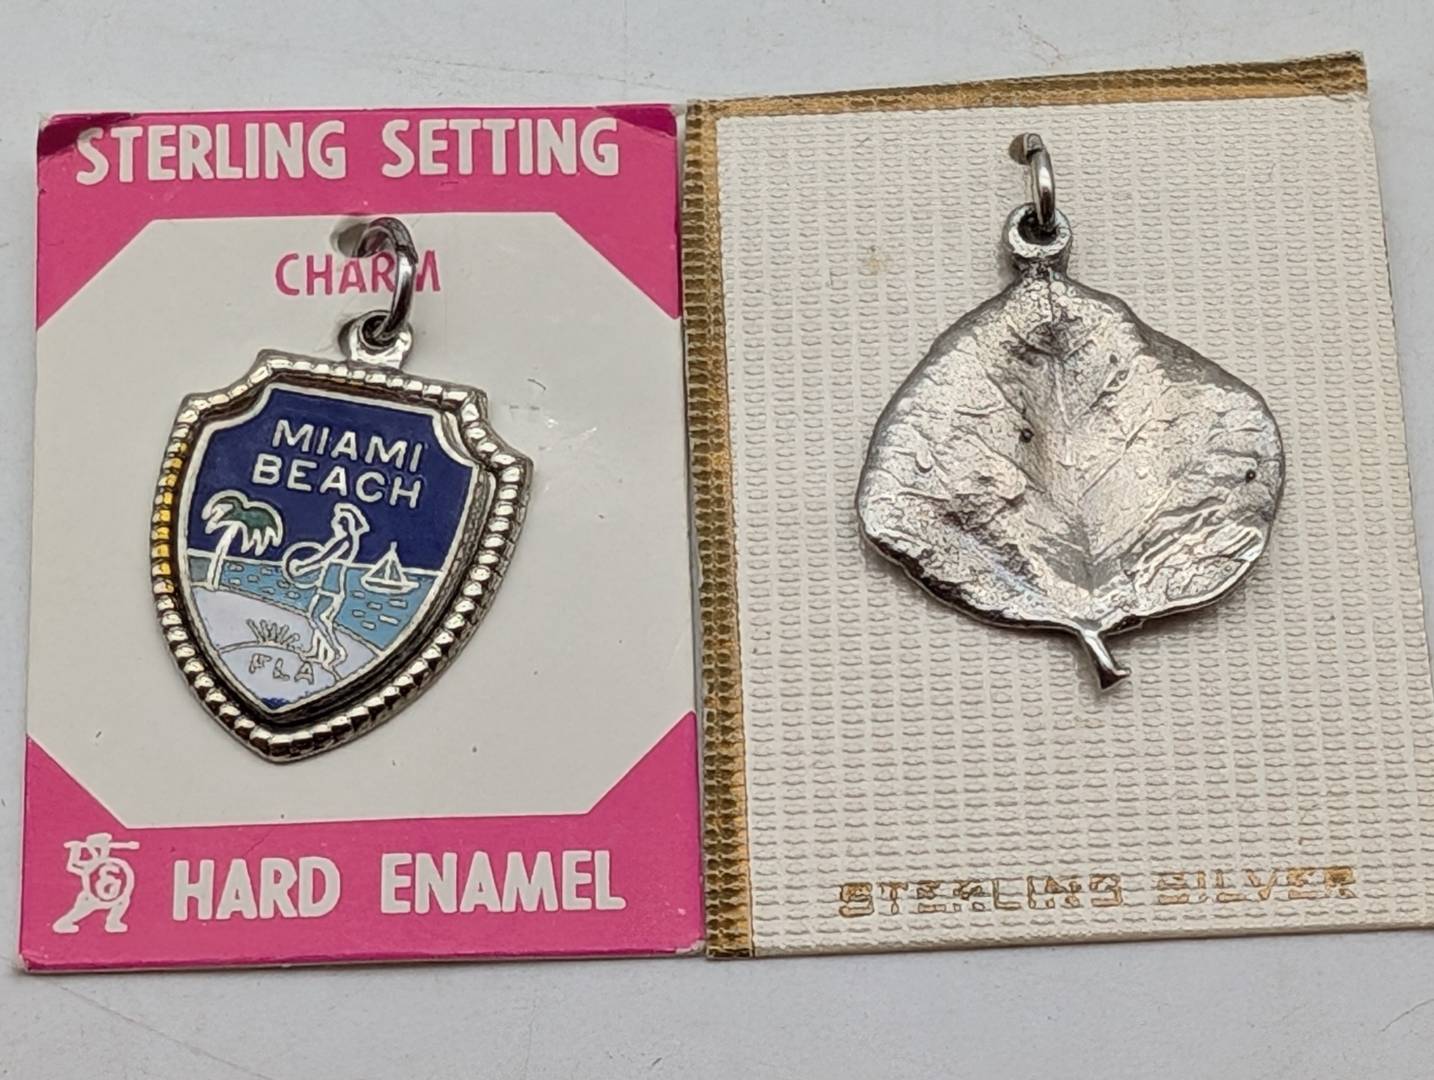 STERLING SETTING
CHARM
MIAMI
BEACH
FLA
&
HARD ENAMEL
STERLING SILVER